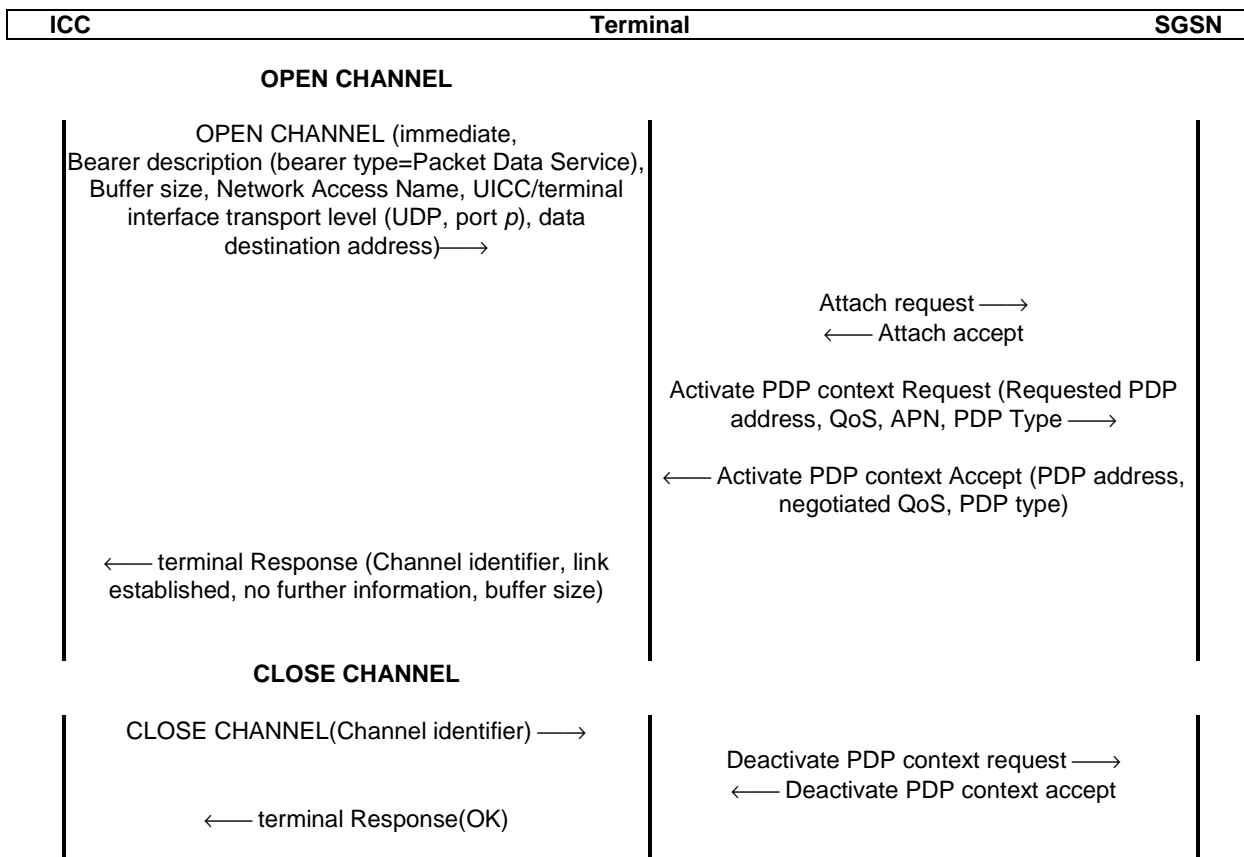 ICC Terminal SGSN
OPEN CHANNEL
OPEN CHANNEL (immediate,
Bearer description (bearer type=Packet Data Service),
Buffer size, Network Access Name, UICC/terminal
interface transport level (UDP, port p), data
destination address)⎯⎯→
Attach request ⎯⎯→
←⎯⎯ Attach accept
Activate PDP context Request (Requested PDP
address, QoS, APN, PDP Type ⎯⎯→
←⎯⎯ Activate PDP context Accept (PDP address,
negotiated QoS, PDP type)
←⎯⎯ terminal Response (Channel identifier, link
established, no further information, buffer size)
CLOSE CHANNEL
CLOSE CHANNEL(Channel identifier) ⎯⎯→
Deactivate PDP context request ⎯⎯→
←⎯⎯ Deactivate PDP context accept
←⎯⎯ terminal Response(OK)